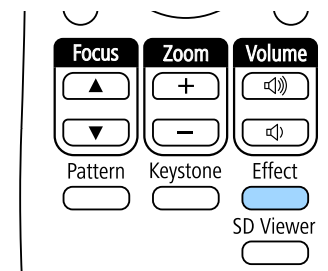 Focus Zoom Volume
+
−
Pattern Keystone Effect
SD Viewer